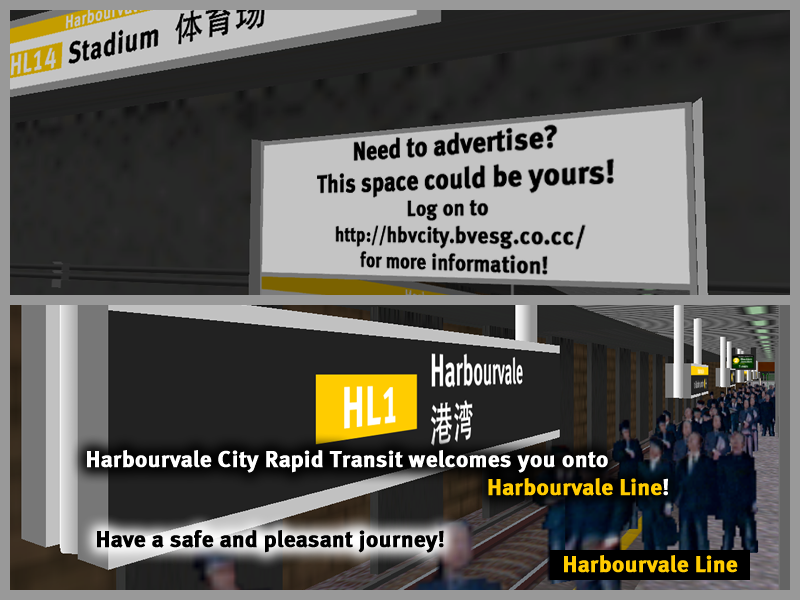 Harbourv
HL14 Stadium 体育场
Need to advertise?
This space could be yours!
Log on to
http://hbvcity.bvesg.co.cc/
for more information!
HL1 Harbourvale
港湾
Harbourvale City Rapid Transit welcomes you onto
Harbourvale Line!
Have a safe and pleasant journey!
Harbourvale Line